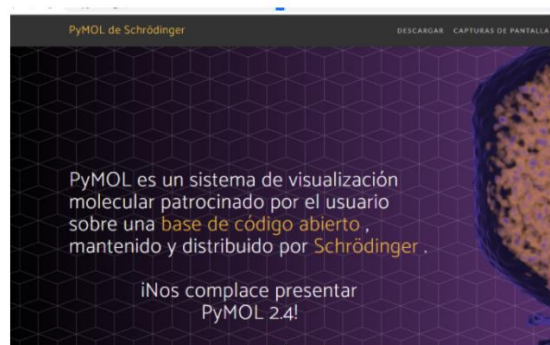 PyMOL de Schrödinger
DESCARGAR CAPTURAS DE PANTALLA
PyMOL es un sistema de visualización
molecular patrocinado por el usuario
sobre una base de código abierto ,
mantenido y distribuido por Schrödinger .
¡Nos complace presentar
PyMOL 2.4!